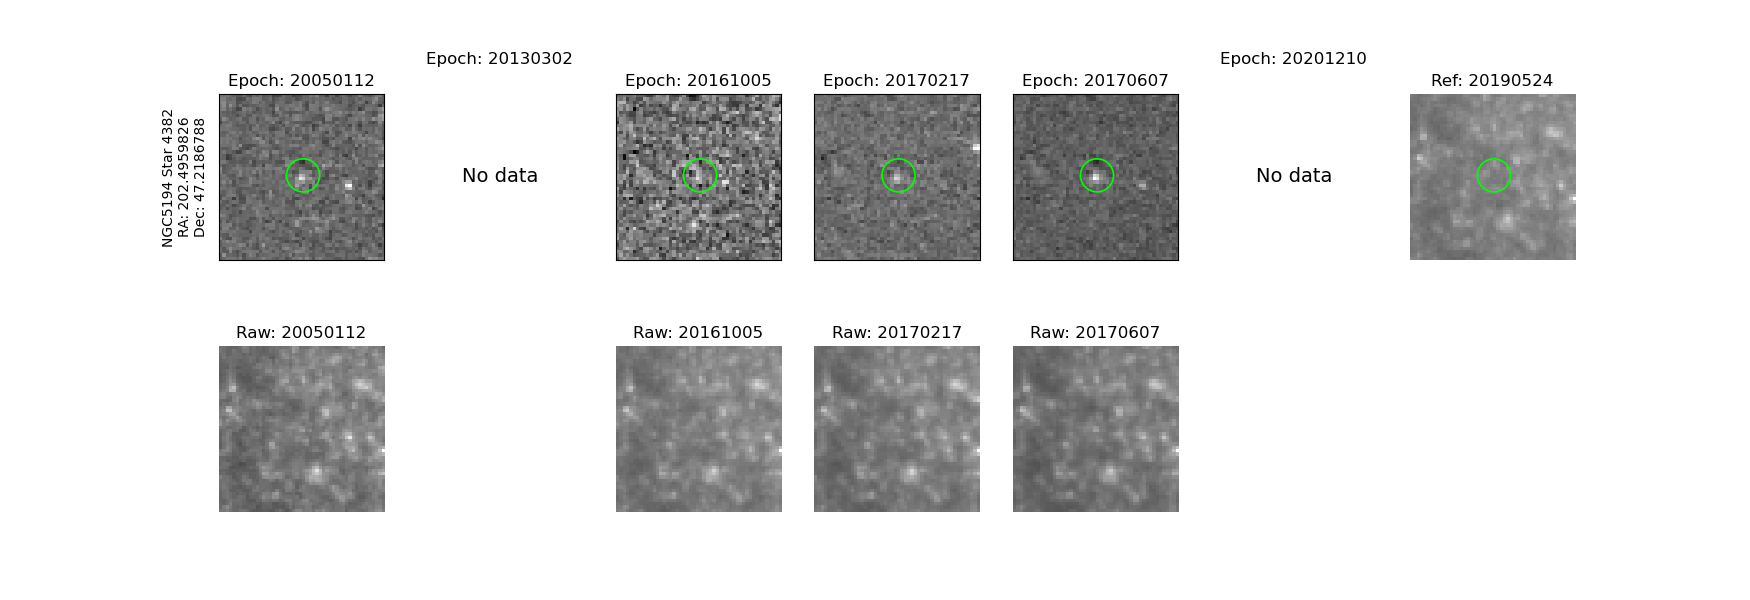 Epoch: 20130302
Epoch: 20201210
Epoch: 20050112
Epoch: 20161005
Epoch: 20170217
Epoch: 20170607
Ref: 20190524
NGC5194 Star 4382
RA: 202.4959826
Dec: 47.2186788
No data
No data
Raw: 20050112
Raw: 20161005
Raw: 20170217
Raw: 20170607